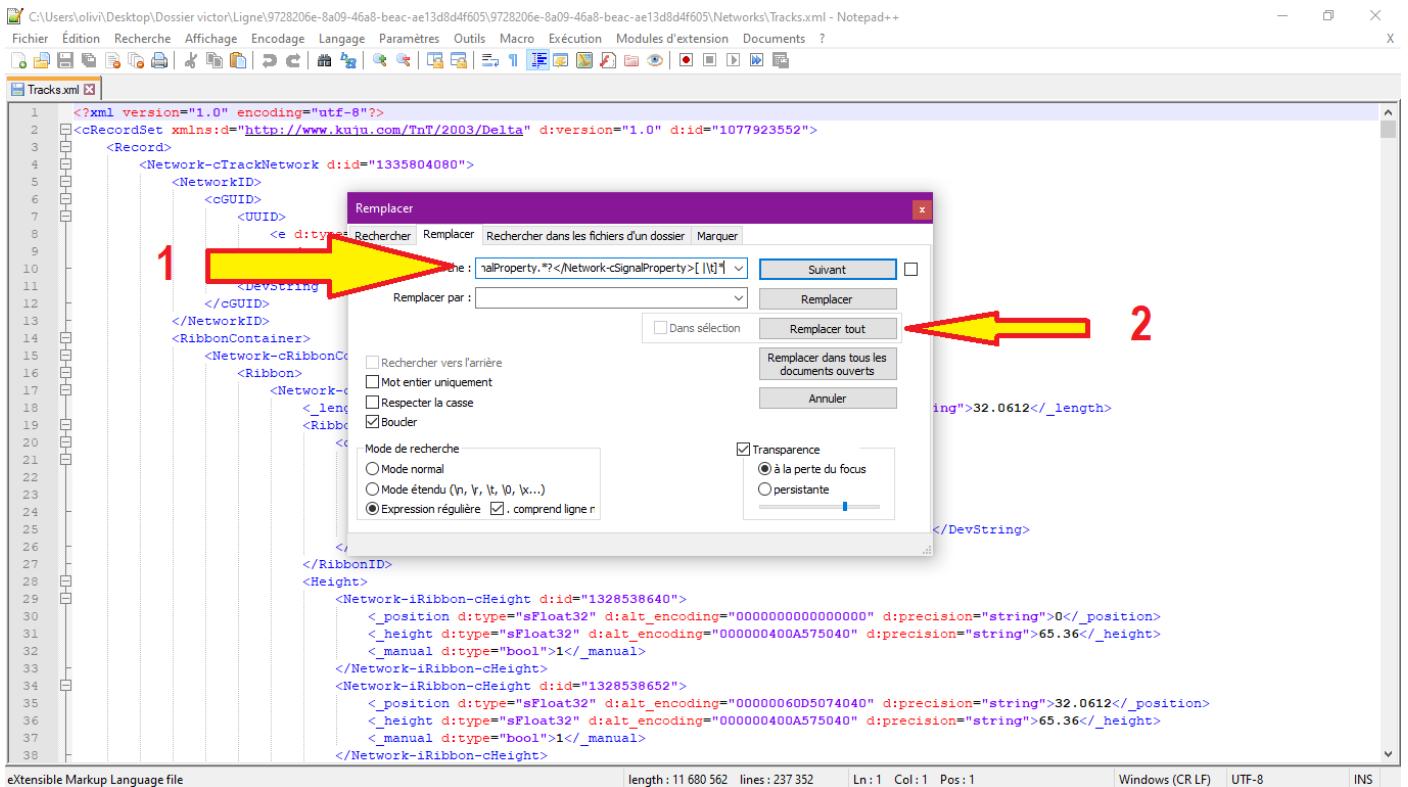 C:\Users\olivi\Desktop\Dossier victor\Ligne\9728206e-8a09-46a8-beac-ae13d8d4f605\9728206e-8a09-46a8-beac-ae13d8d4f605\Networks\Tracks.xml - Notepad++
Fichier Édition Recherche Affichage Encodage Langage Paramètres Outils Macro Exécution Modules d'extension Documents ? X
Tracks.xml
1 <?xml version="1.0" encoding="utf-8"?>
2 <cRecordSet xmlns:d="http://www.kuju.com/TnT/2003/Delta" d:version="1.0" d:id="1077923552">
3 <Record>
4 <Network-cTrackNetwork d:id="1335804080">
5 <NetworkID>
6 <cGUID>
7 <UUID>
8 <e d:type=
9
10
11 <DevString
12 </cGUID>
13 </NetworkID>
14 <RibbonContainer>
15 <Network-cRibbonCo
16 <Ribbon>
17 <Network-c
18 <_leng ing">32.0612</_length>
19 <Ribbo
20 <c
21
22
23
24
25 </DevString>
26 </
27 </RibbonID>
28 <Height>
29 <Network-iRibbon-cHeight d:id="1328538640">
30 <_position d:type="sFloat32" d:alt_encoding="0000000000000000" d:precision="string">0</_position>
31 <_height d:type="sFloat32" d:alt_encoding="000000400A575040" d:precision="string">65.36</_height>
32 <_manual d:type="bool">1</_manual>
33 </Network-iRibbon-cHeight>
34 <Network-iRibbon-cHeight d:id="1328538652">
35 <_position d:type="sFloat32" d:alt_encoding="00000060D5074040" d:precision="string">32.0612</_position>
36 <_height d:type="sFloat32" d:alt_encoding="000000400A575040" d:precision="string">65.36</_height>
37 <_manual d:type="bool">1</_manual>
38 </Network-iRibbon-cHeight>
Remplacer x
Rechercher Remplacer Rechercher dans les fichiers d'un dossier Marquer
1
he : nalProperty.*?</Network-cSignalProperty>[ |\t]* Suivant
Remplacer par : Remplacer
Dans sélection Remplacer tout
2
Rechercher vers l'arrière
Remplacer dans tous les
documents ouverts
Mot entier uniquement
Respecter la casse
Annuler
Boucler
Mode de recherche
Transparence
Mode normal
à la perte du focus
Mode étendu (\n, \r, \t, \0, \x...)
persistante
Expression régulière . comprend ligne n
eXtensible Markup Language file length : 11 680 562 lines : 237 352 Ln : 1 Col : 1 Pos : 1 Windows (CR LF) UTF-8 INS